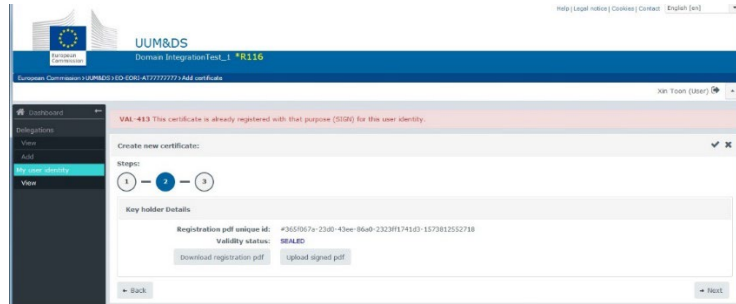 Help | Legal notice | Cookies | Contact English (en)
European Commission
UUM&DS
Domain IntegrationTest_1 *R116
European Commission > UUM&DS > EO-EORI-AT77777777 > Add certificate
Xin Toon (User)
Dashboard
Delegations
View
Add
My user identity
View
VAL-413 This certificate is already registered with that purpose (SIGN) for this user identity.
Create new certificate:
Steps:
1 2 3
Key holder Details
Registration pdf unique id: #365f067a-23d0-43ee-86a0-2323ff1741d3-1573812552718
Validity status: SEALED
Download registration pdf Upload signed pdf
Back Next